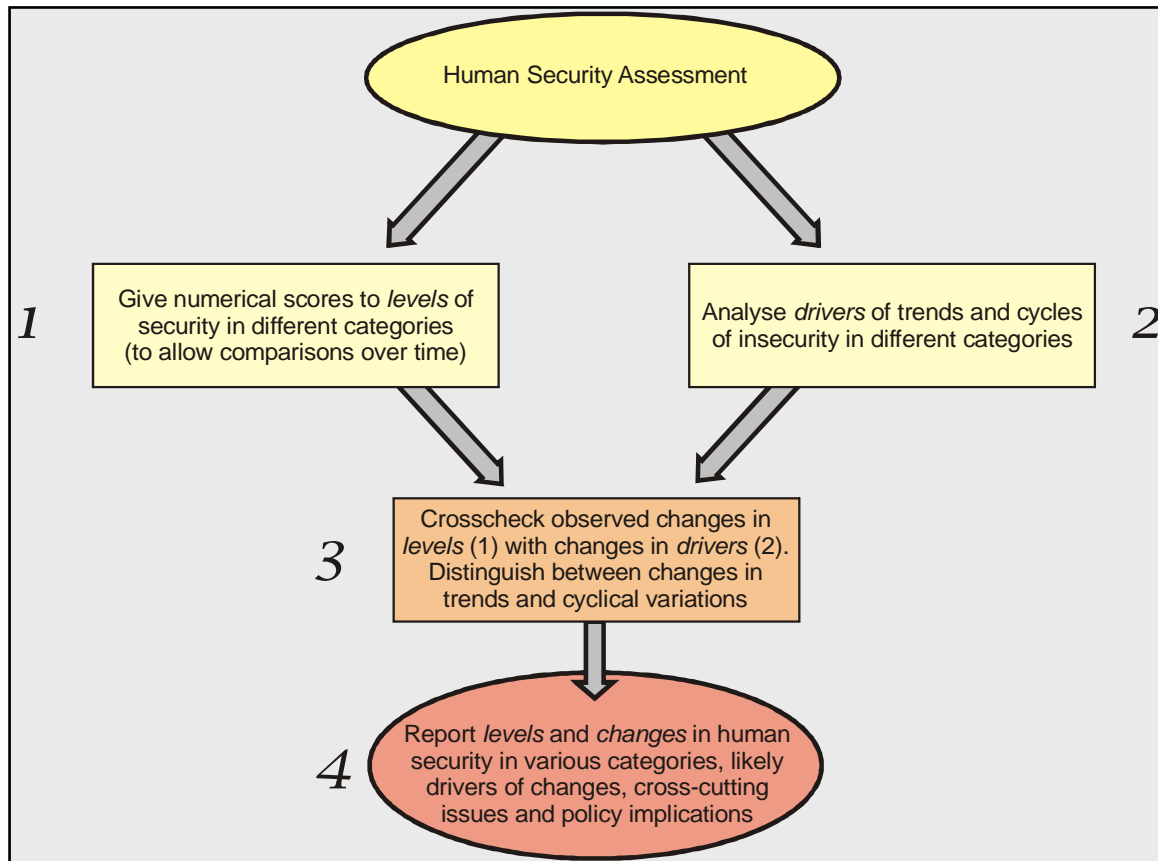 Human Security Assessment
1
Give numerical scores to levels of
security in different categories
(to allow comparisons over time)
Analyse drivers of trends and cycles
of insecurity in different categories
2
3
Crosscheck observed changes in
levels (1) with changes in drivers (2).
Distinguish between changes in
trends and cyclical variations
4
Report levels and changes in human
security in various categories, likely
drivers of changes, cross-cutting
issues and policy implications